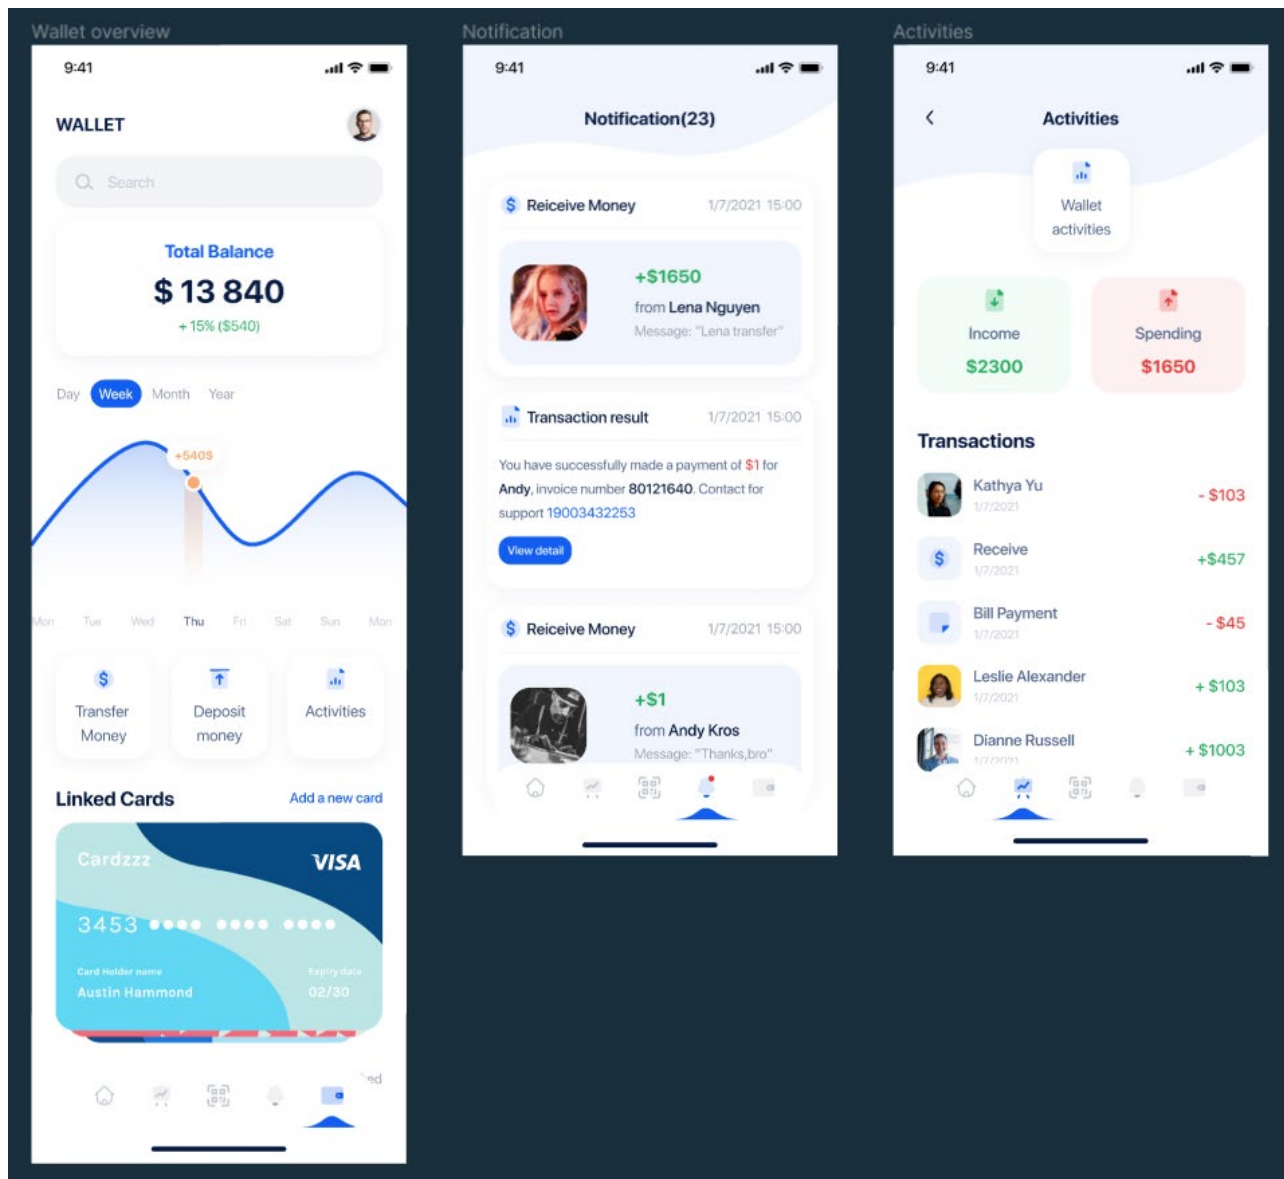 Wallet overview
9:41
WALLET
Search
Total Balance
$ 13 840
+ 15% ($540)
Day Week Month Year
+540$
Mon Tue Wed Thu Fri Sat Sun Mon
Transfer
Money
Deposit
money
Activities
Linked Cards Add a new card
Cardzzz VISA
3453
Card Holder name Expiry date
Austin Hammond 02/30
Notification
9:41
Notification(23)
$ Reiceive Money 1/7/2021 15:00
+$1650
from Lena Nguyen
Message: "Lena transfer"
Transaction result 1/7/2021 15:00
You have successfully made a payment of $1 for
Andy, invoice number 80121640. Contact for
support 19003432253
View detail
$ Reiceive Money 1/7/2021 15:00
+$1
from Andy Kros
Message: "Thanks,bro"
Activities
9:41
Activities
Wallet
activities
Income
$2300
Spending
$1650
Transactions
Kathya Yu
1/7/2021
- $103
Receive
1/7/2021
+$457
Bill Payment
1/7/2021
- $45
Leslie Alexander
1/7/2021
+ $103
Dianne Russell
1/7/2021
+ $1003